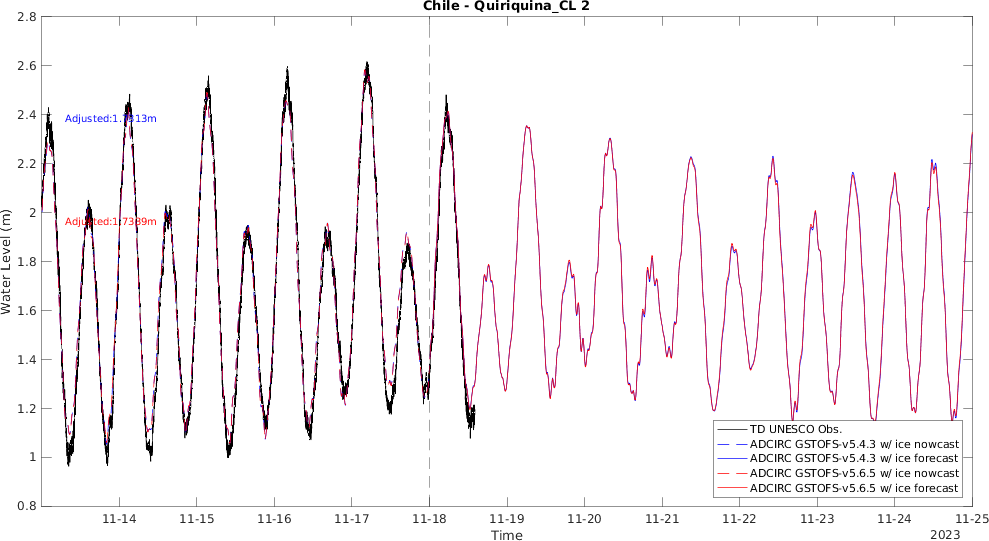 Chile - Quiriquina_CL 2
2.8
2.6
2.4
2.2
2
1.8
1.6
1.4
1.2
1
0.8
Water Level (m)
Adjusted:1.7313m
Adjusted:1.7389m
11-14
11-15
11-16
11-17
11-18
11-19
11-20
11-21
11-22
11-23
11-24
11-25
Time
2023
TD UNESCO Obs.
ADCIRC GSTOFS-v5.4.3 w/ ice nowcast
ADCIRC GSTOFS-v5.4.3 w/ ice forecast
ADCIRC GSTOFS-v5.6.5 w/ ice nowcast
ADCIRC GSTOFS-v5.6.5 w/ ice forecast